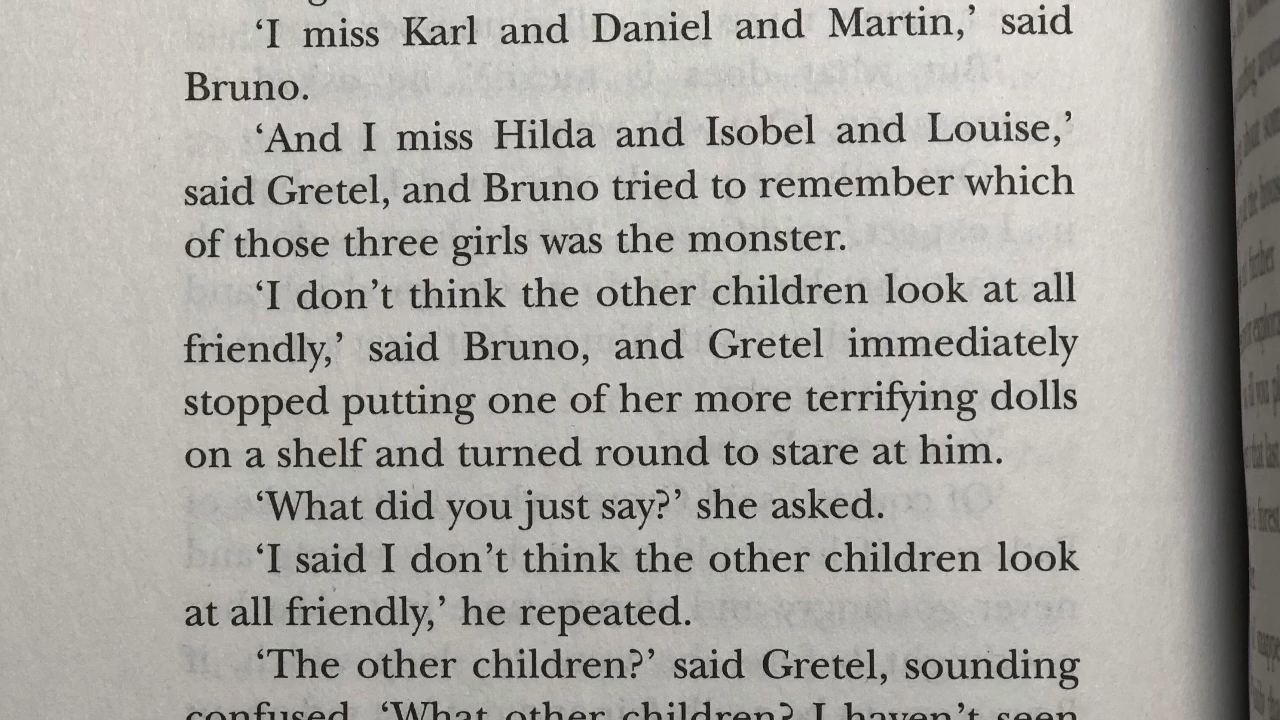 ‘I miss Karl and Daniel and Martin,’ said
Bruno.
‘And I miss Hilda and Isobel and Louise,’
said Gretel, and Bruno tried to remember which
of those three girls was the monster.
‘I don’t think the other children look at all
friendly,’ said Bruno, and Gretel immediately
stopped putting one of her more terrifying dolls
on a shelf and turned round to stare at him.
‘What did you just say?’ she asked.
‘I said I don’t think the other children look
at all friendly,’ he repeated.
‘The other children?’ said Gretel, sounding
confused. ‘What other children? I haven’t seen